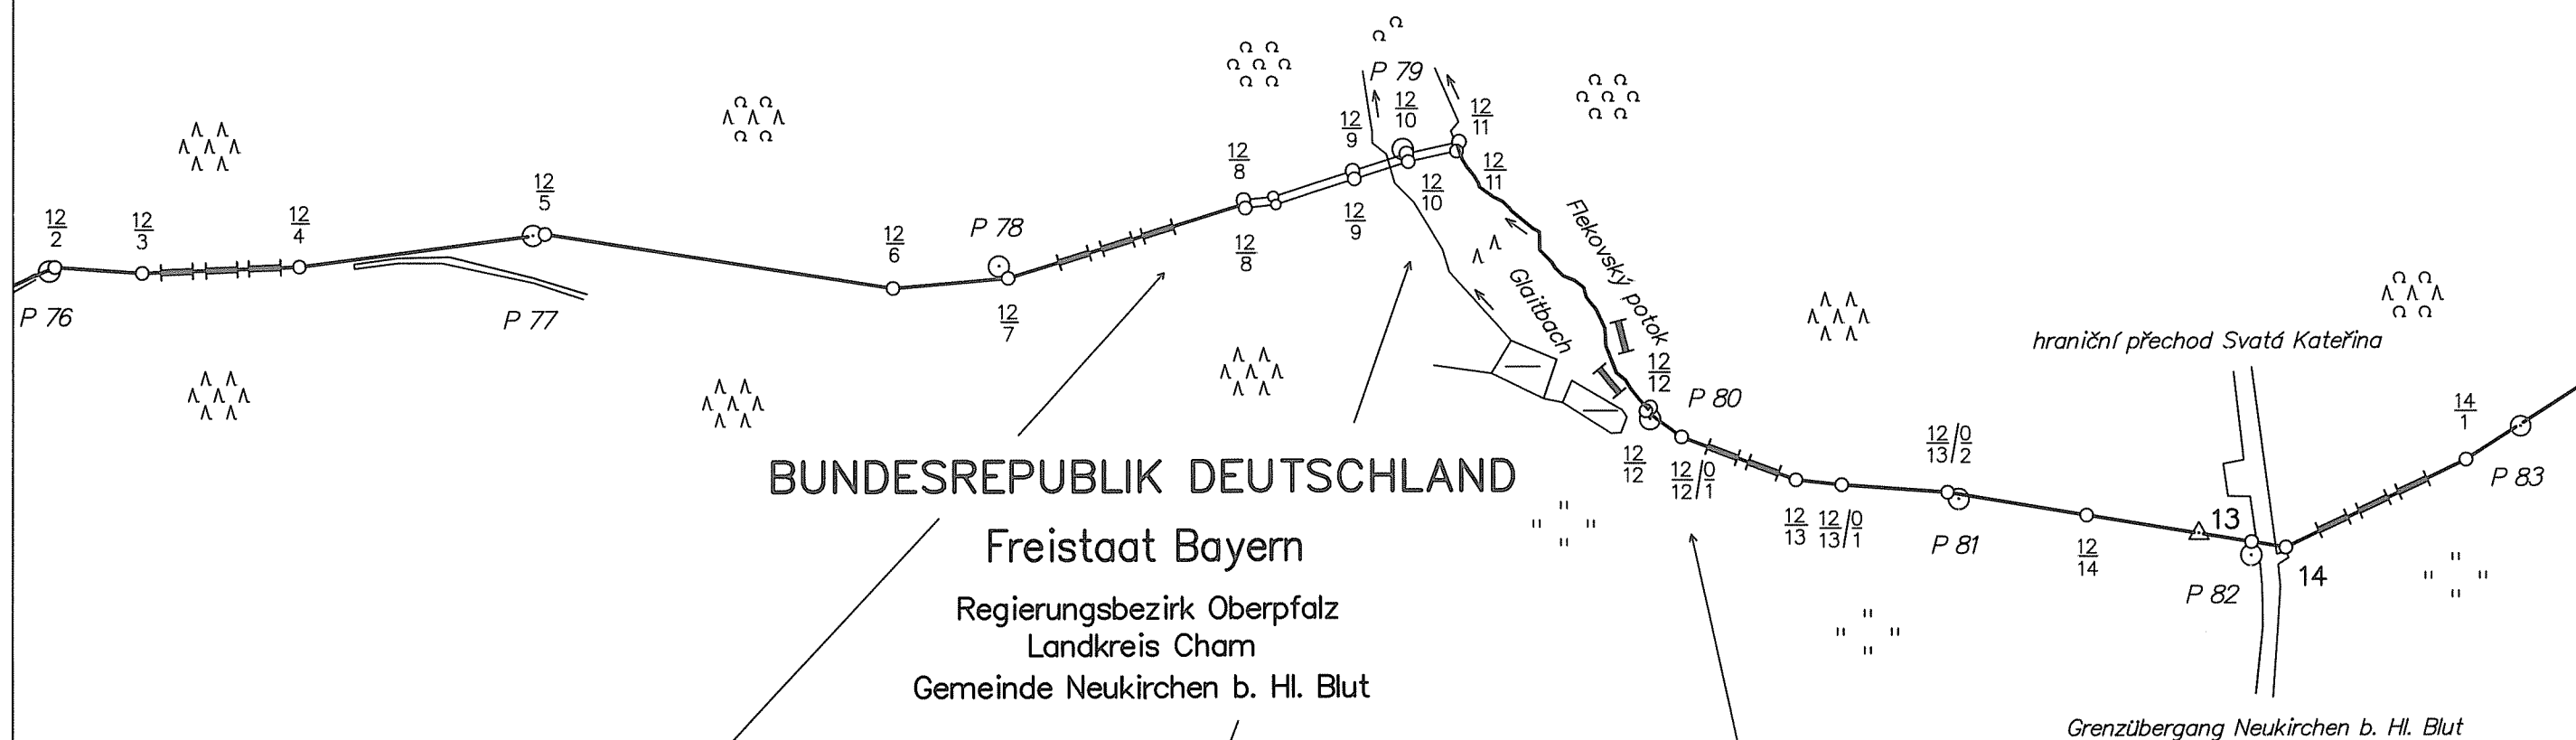 P 79
12/10
12/11
12/9
12/8
12/11
12/5
12/10
12/2
12/3
12/4
12/9
P 78
12/6
12/8
Flekovský potok
Glaitbach
P 76
P 77
12/7
hraniční přechod Svatá Kateřina
12/12
P 80
14/1
12/13/0/2
12/12
12/12/0/1
BUNDESREPUBLIK DEUTSCHLAND
P 83
12/13
12/13/0/1
13
Freistaat Bayern
P 81
12/14
14
P 82
Regierungsbezirk Oberpfalz
Landkreis Cham
Gemeinde Neukirchen b. Hl. Blut
Grenzübergang Neukirchen b. Hl. Blut